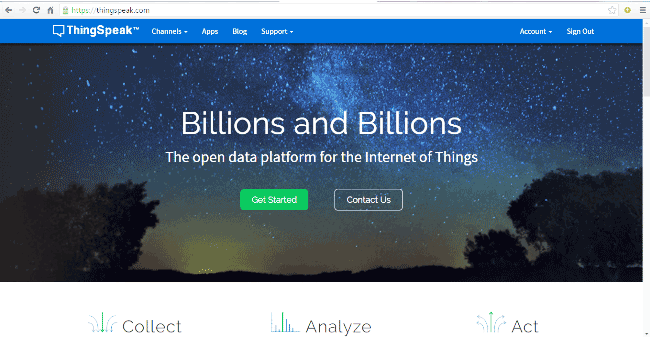 https://thingspeak.com
ThingSpeak™ Channels Apps Blog Support Account Sign Out
Billions and Billions
The open data platform for the Internet of Things
Get Started Contact Us
Collect Analyze Act